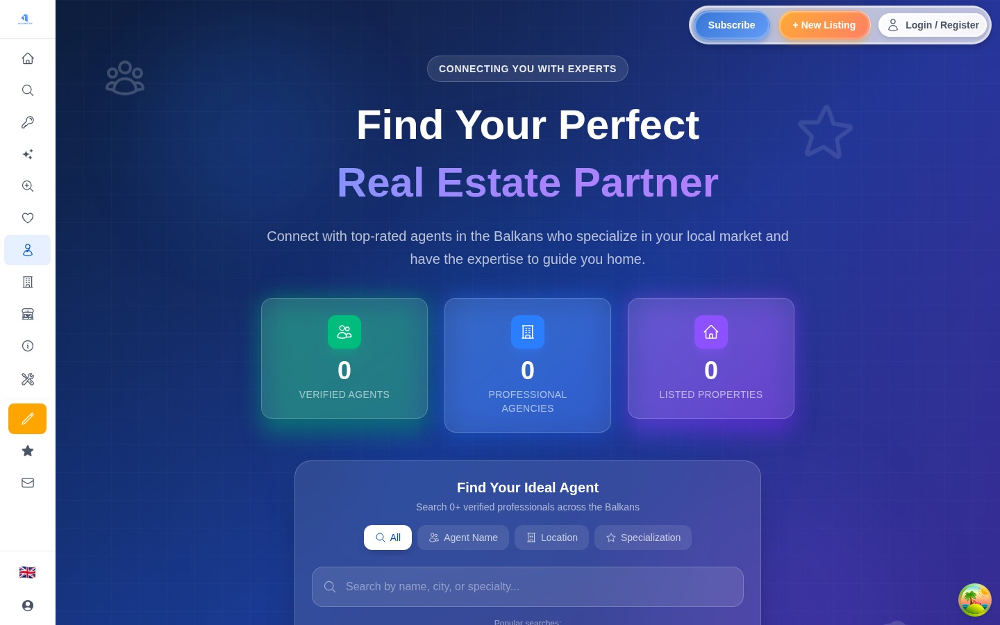 Subscribe
+ New Listing
Login / Register
CONNECTING YOU WITH EXPERTS
Find Your Perfect
Real Estate Partner
Connect with top-rated agents in the Balkans who specialize in your local market and
have the expertise to guide you home.
0
VERIFIED AGENTS
0
PROFESSIONAL
AGENCIES
0
LISTED PROPERTIES
Find Your Ideal Agent
Search 0+ verified professionals across the Balkans
All
Agent Name
Location
Specialization
Search by name, city, or specialty...
Popular searches: